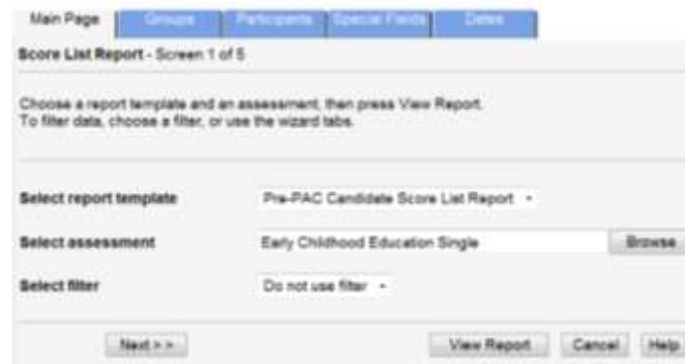 Main Page Groups Participants Special Fields Dates
Score List Report - Screen 1 of 5
Choose a report template and an assessment, then press View Report.
To filter data, choose a filter, or use the wizard tabs.
Select report template Pre-PAC Candidate Score List Report
Select assessment Early Childhood Education Single Browse
Select filter Do not use filter
Next > > View Report Cancel Help